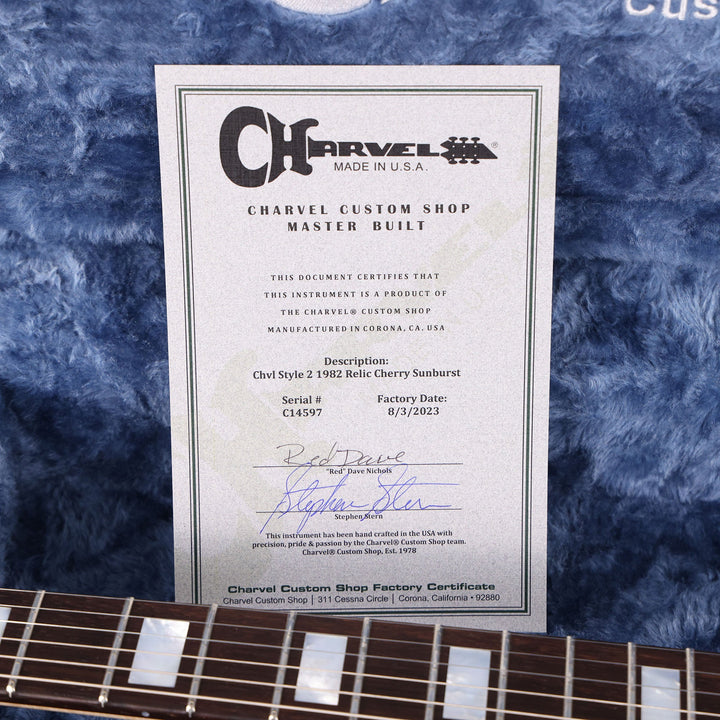 Cus
CHARVEL®
MADE IN U.S.A.
CHARVEL CUSTOM SHOP
MASTER BUILT
THIS DOCUMENT CERTIFIES THAT
THIS INSTRUMENT IS A PRODUCT OF
THE CHARVEL® CUSTOM SHOP
MANUFACTURED IN CORONA, CA. USA
Description:
Chvl Style 2 1982 Relic Cherry Sunburst
Serial # Factory Date:
C14597 8/3/2023
Red Dave
"Red" Dave Nichols
Stephen Stern
Stephen Stern
This instrument has been hand crafted in the USA with
precision, pride & passion by the Charvel® Custom Shop team.
Charvel® Custom Shop, Est. 1978
Charvel Custom Shop Factory Certificate
Charvel Custom Shop | 311 Cessna Circle | Corona, California • 92880